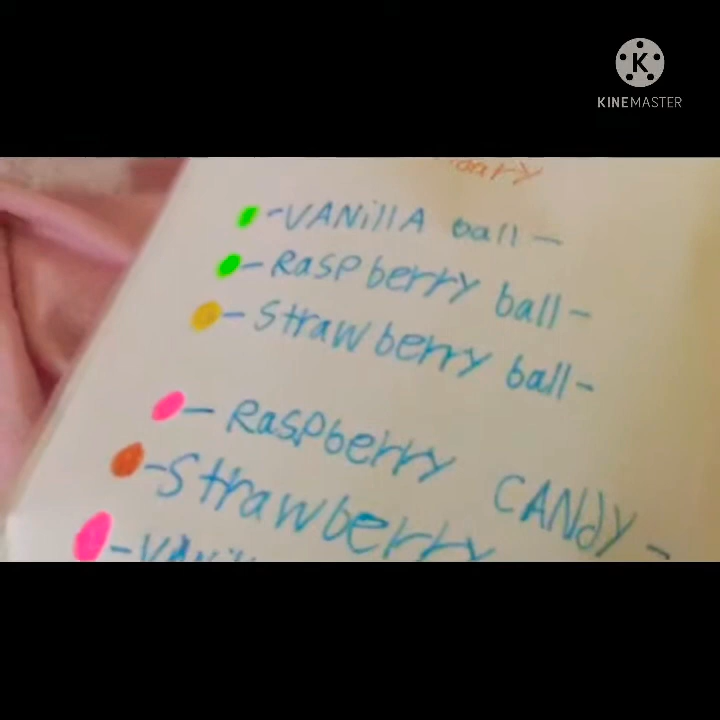 KINEMASTER
-VANillA ball-
-Raspberry ball-
-Strawberry ball-
-Raspberry CANdY-
-Strawberry